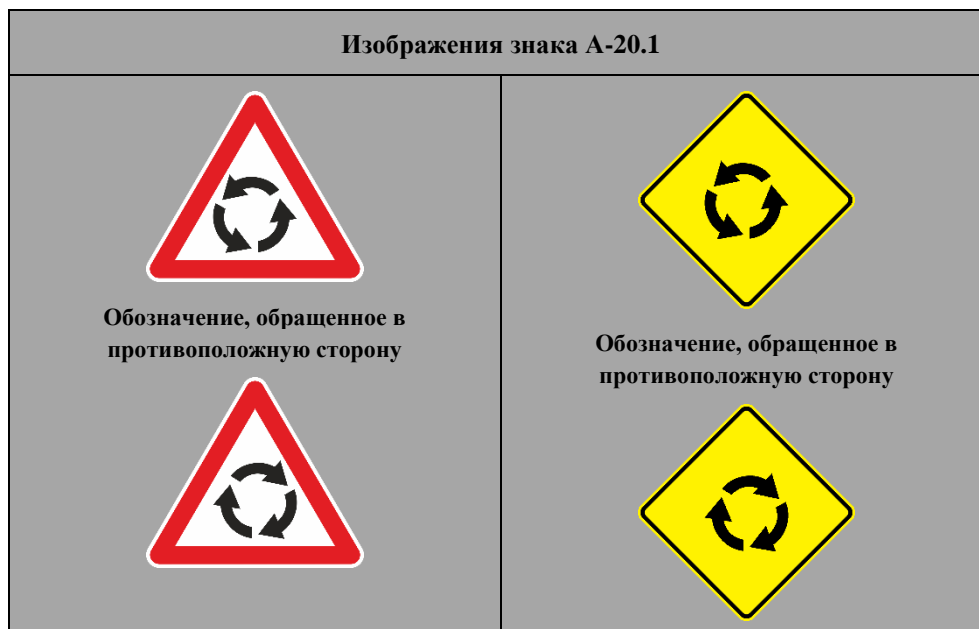 Изображения знака A-20.1
Обозначение, обращенное в
противоположную сторону
Обозначение, обращенное в
противоположную сторону